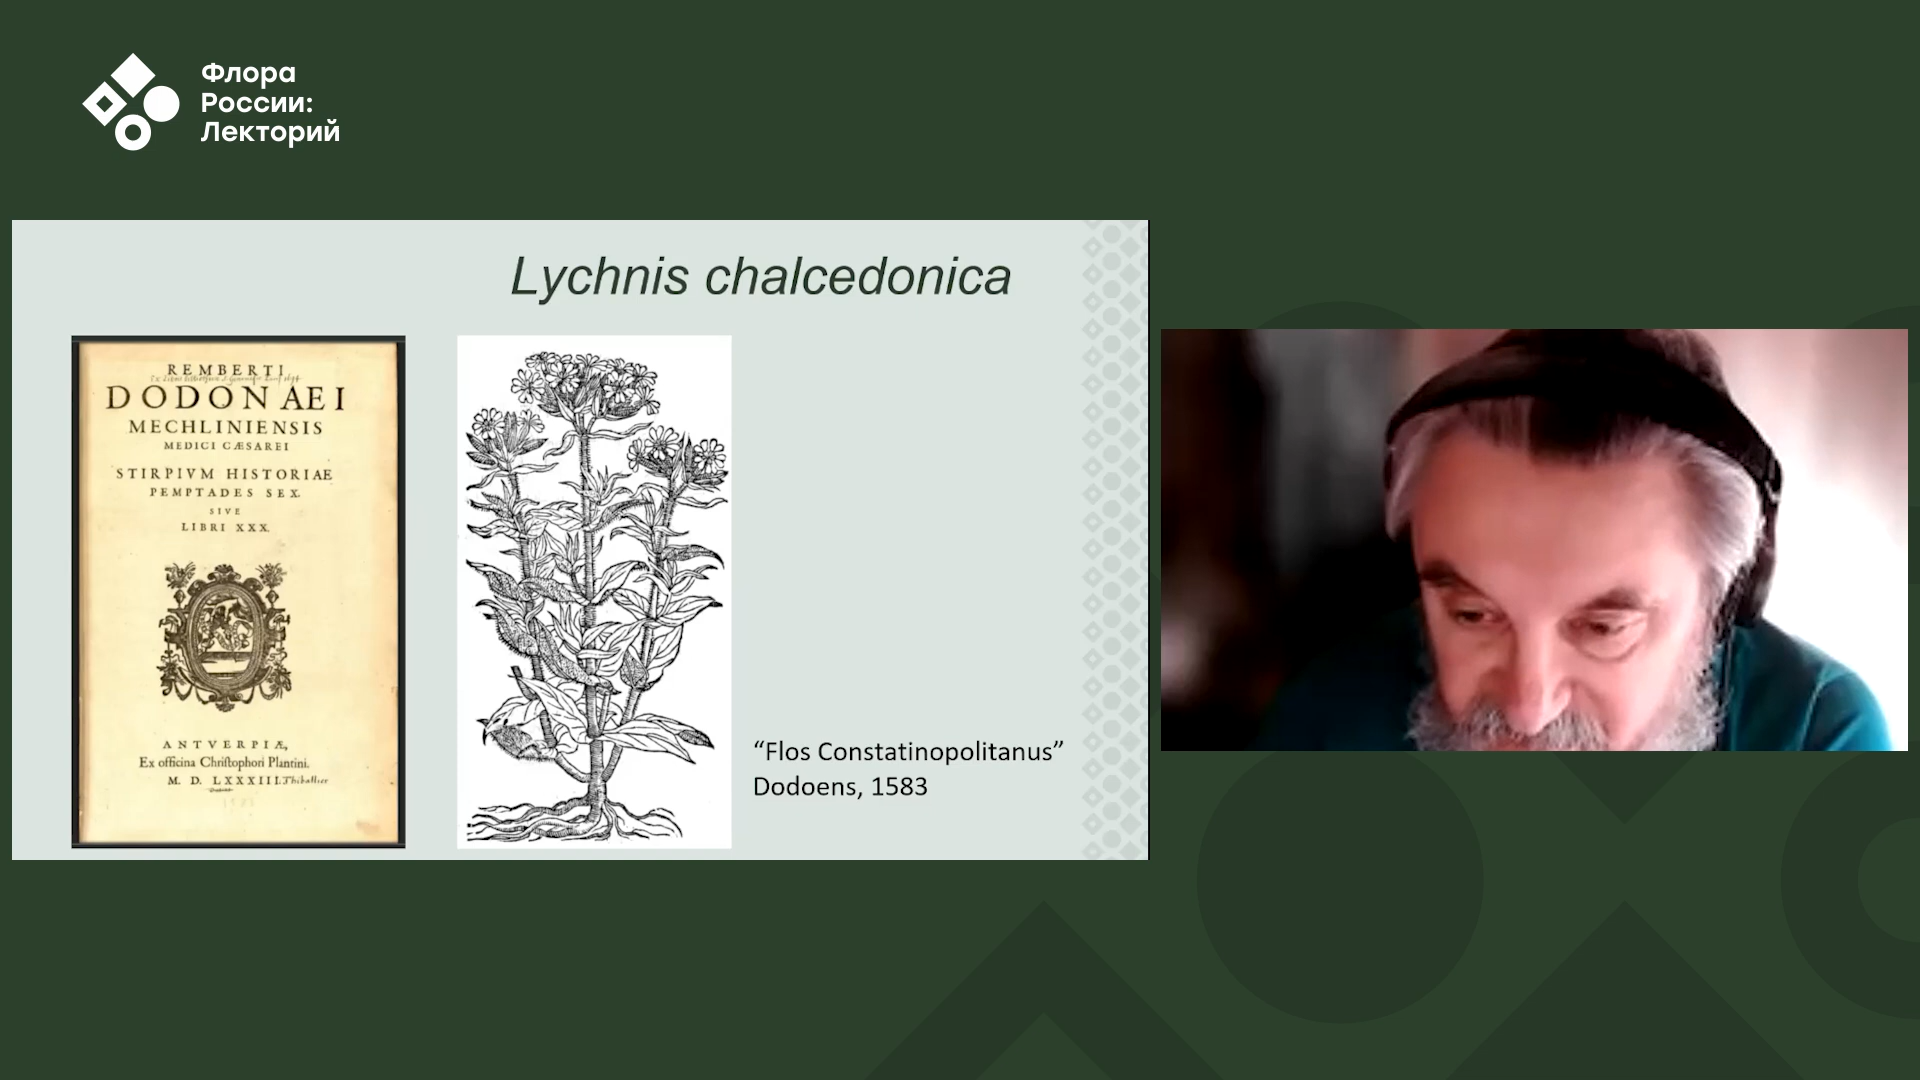 Флора
России:
Лекторий
Lychnis chalcedonica
REMBERTI
DODONAEI
MECHLINIENSIS
MEDICI CÆSAREI
STIRPIVM HISTORIAE
PEMPTADES SEX.
SIVE
LIBRI XXX.
ANTVERPIÆ,
Ex officina Chriſtophori Plantini.
M. D. LXXXIII.
“Flos Constatinopolitanus”
Dodoens, 1583